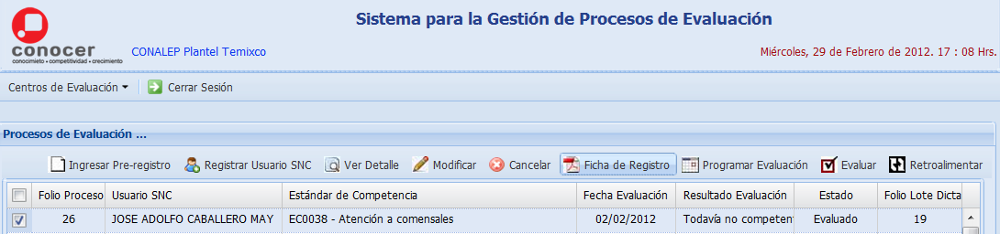 Sistema para la Gestión de Procesos de Evaluación
conocer
conocimiento • competitividad • crecimiento
CONALEP Plantel Temixco
Miércoles, 29 de Febrero de 2012. 17 : 08 Hrs.
Centros de Evaluación
Cerrar Sesión
Procesos de Evaluación ...
Ingresar Pre-registro Registrar Usuario SNC Ver Detalle Modificar Cancelar Ficha de Registro Programar Evaluación Evaluar Retroalimentar
Folio Proceso Usuario SNC Estándar de Competencia Fecha Evaluación Resultado Evaluación Estado Folio Lote Dicta
26 JOSE ADOLFO CABALLERO MAY EC0038 - Atención a comensales 02/02/2012 Todavía no competen Evaluado 19